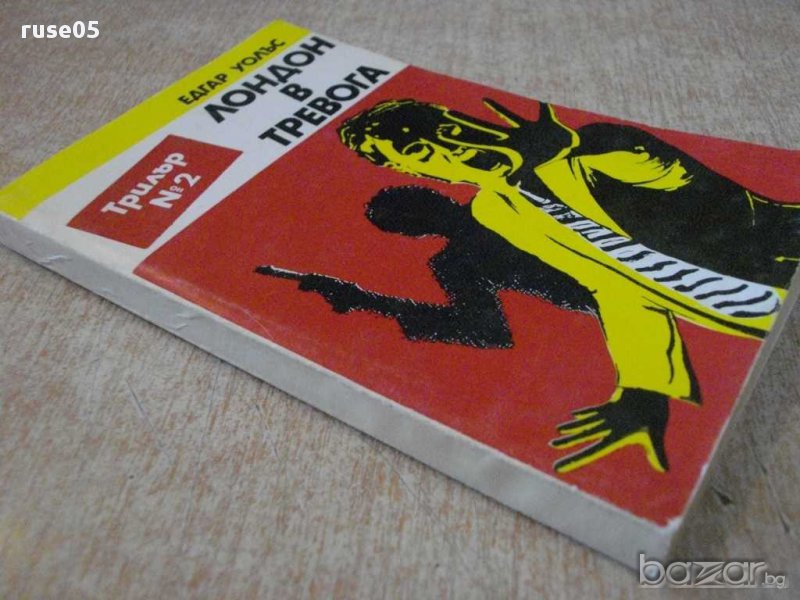 ruse05
ЕДГАР УОЛЪС
ЛОНДОН
В
ТРЕВОГА
Трилър
№2
bazar.bg